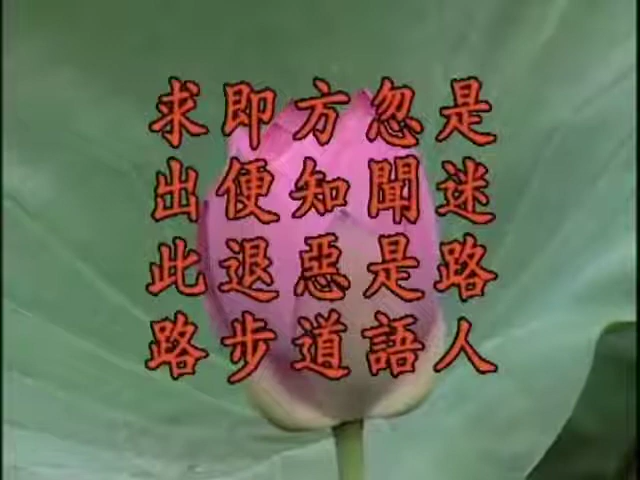 是迷路人
忽聞是語
方知惡道
即便退步
求出此路